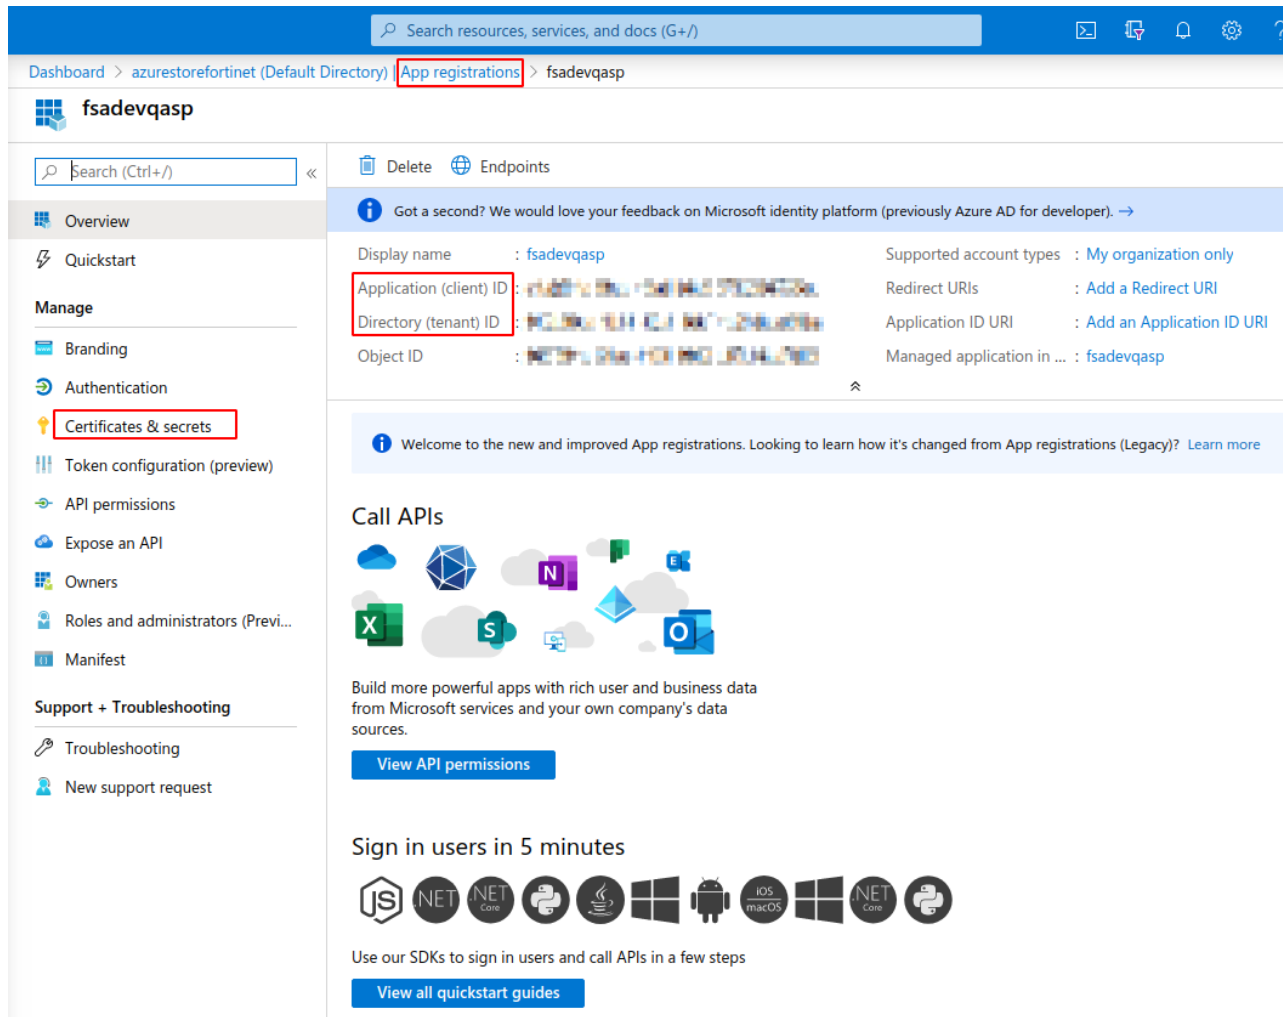 Search resources, services, and docs (G+/)
Dashboard > azurestorefortinet (Default Directory) | App registrations > fsadevqasp
fsadevqasp
Search (Ctrl+/)
«
Overview
Quickstart
Manage
Branding
Authentication
Certificates & secrets
Token configuration (preview)
API permissions
Expose an API
Owners
Roles and administrators (Previ...
Manifest
Support + Troubleshooting
Troubleshooting
New support request
Delete
Endpoints
Got a second? We would love your feedback on Microsoft identity platform (previously Azure AD for developer). →
Display name : fsadevqasp
Application (client) ID :
Directory (tenant) ID :
Object ID :
Supported account types : My organization only
Redirect URIs : Add a Redirect URI
Application ID URI : Add an Application ID URI
Managed application in ... : fsadevqasp
Welcome to the new and improved App registrations. Looking to learn how it's changed from App registrations (Legacy)? Learn more
Call APIs
N
E
X
S
O
Build more powerful apps with rich user and business data
from Microsoft services and your own company's data
sources.
View API permissions
Sign in users in 5 minutes
JS
.NET
.NET Core
iOS macOS
.NET Core
Use our SDKs to sign in users and call APIs in a few steps
View all quickstart guides